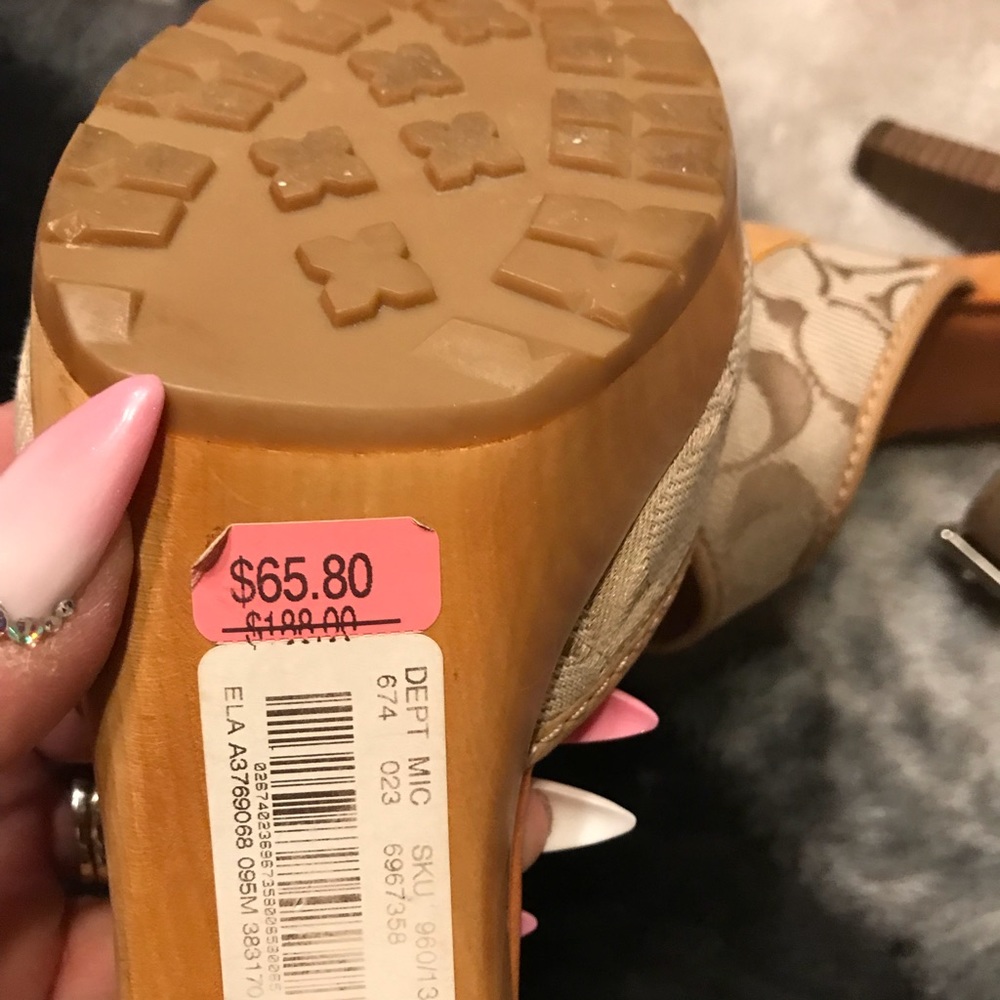 $65.80
$188.00
DEPT MIC SKU 960/13
674 023 6967358
ELA A3769068 095M 383170